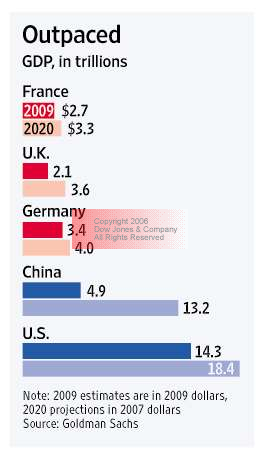 Outpaced
GDP, in trillions
France
2009 $2.7
2020 $3.3
U.K.
2.1
3.6
Germany
3.4
4.0
Copyright 2006
Dow Jones & Company
All Rights Reserved
China
4.9
13.2
U.S.
14.3
18.4
Note: 2009 estimates are in 2009 dollars,
2020 projections in 2007 dollars
Source: Goldman Sachs